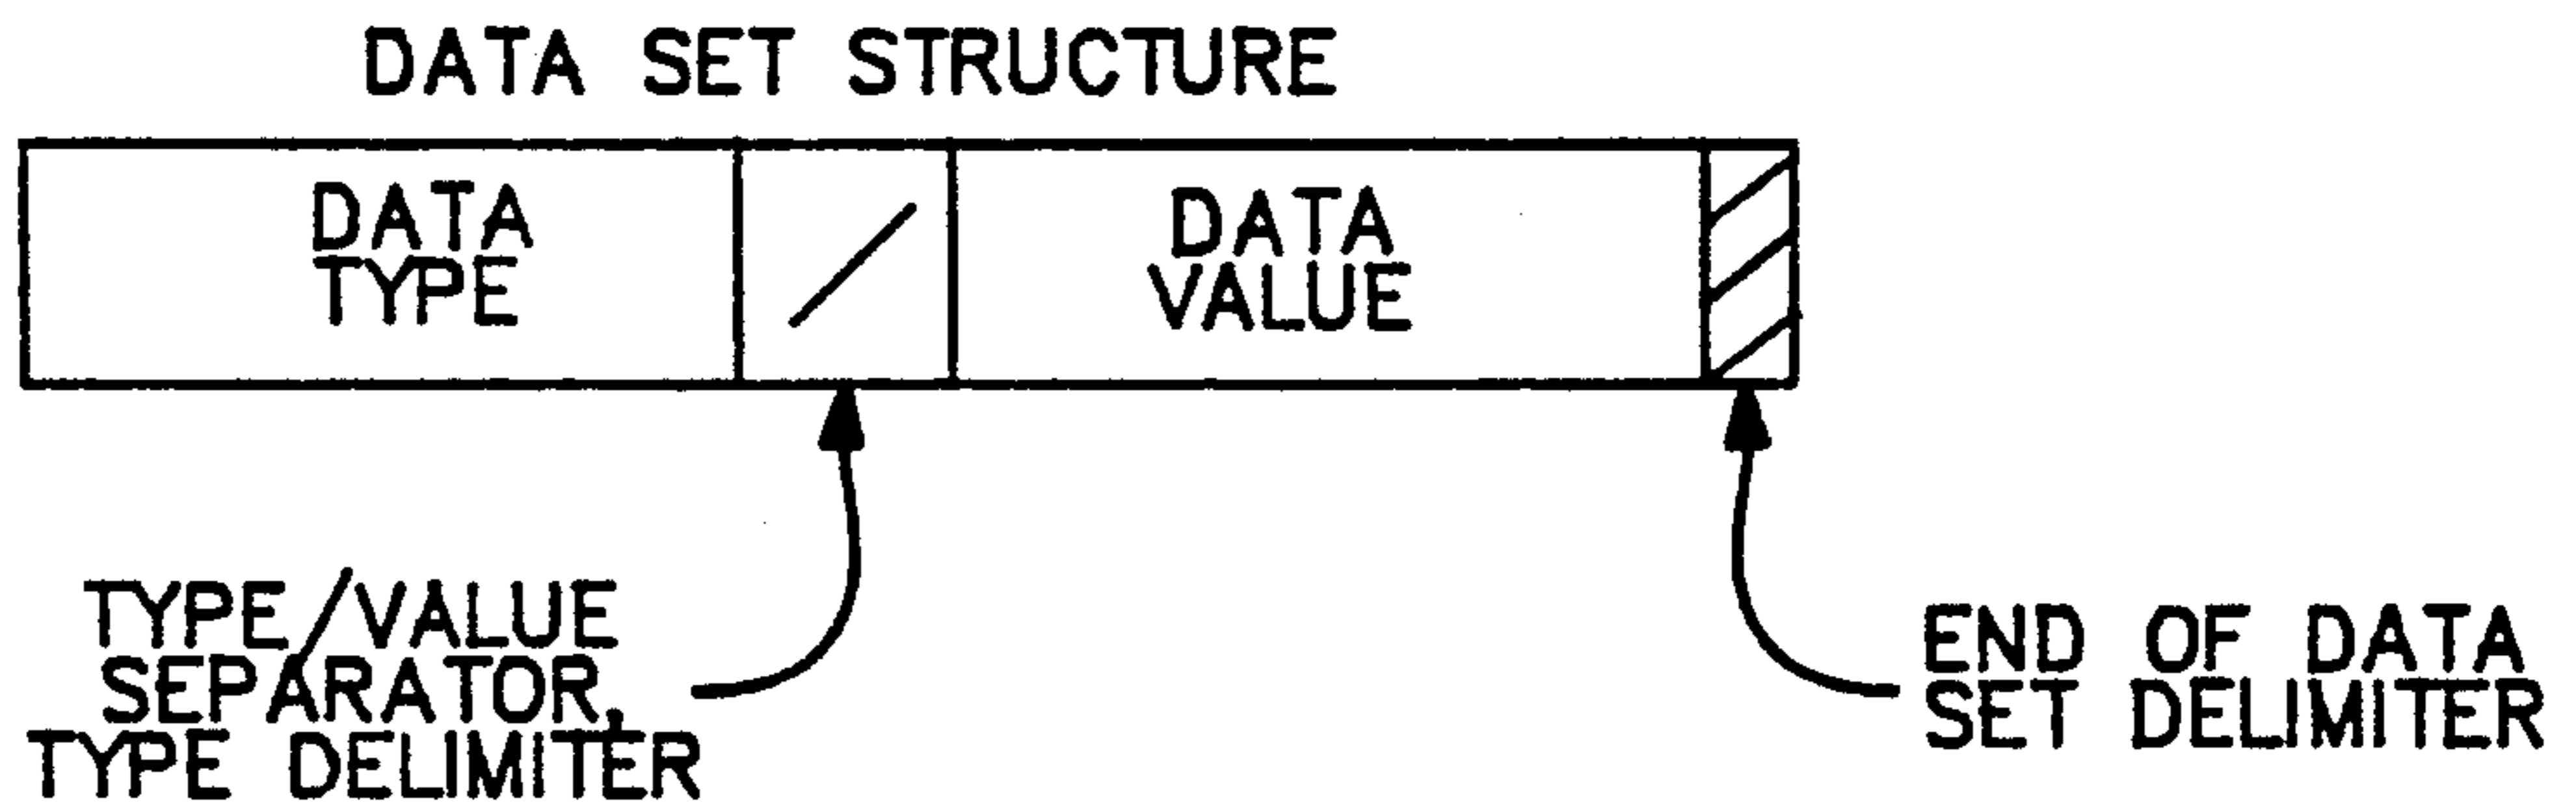 DATA SET STRUCTURE
DATA
TYPE
/
DATA
VALUE
TYPE/VALUE
SEPARATOR,
TYPE DELIMITER
END OF DATA
SET DELIMITER